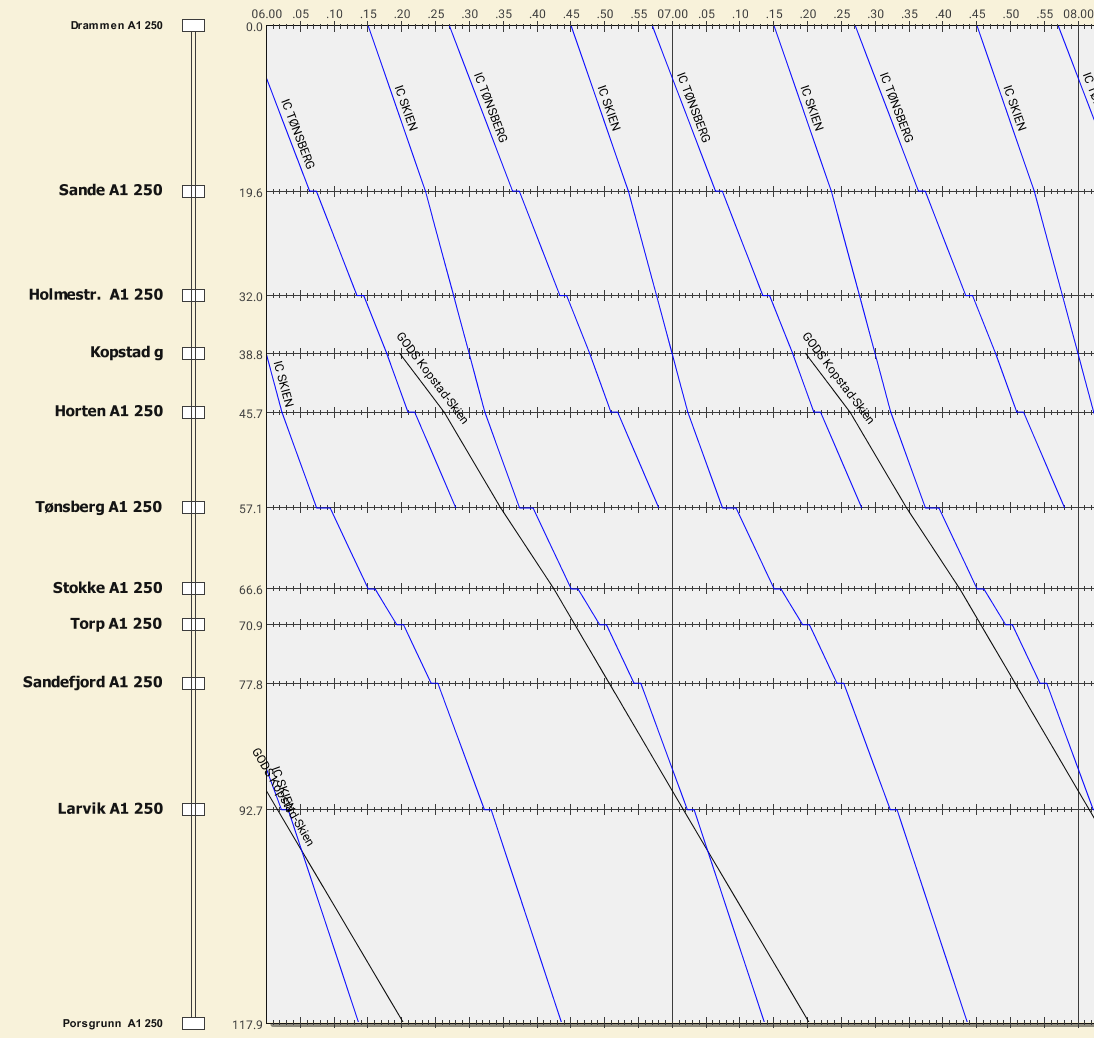 06.00 .05 .10 .15 .20 .25 .30 .35 .40 .45 .50 .55 07.00 .05 .10 .15 .20 .25 .30 .35 .40 .45 .50 .55 08.00
Drammen A1 250 0.0
IC TØNSBERG
IC SKIEN
IC TØNSBERG
IC SKIEN
IC TØNSBERG
IC SKIEN
IC TØNSBERG
IC SKIEN
Sande A1 250 19.6
Holmestr. A1 250 32.0
Kopstad g 38.8
IC SKIEN
GODS Kopstad-Skien
GODS Kopstad-Skien
Horten A1 250 45.7
Tønsberg A1 250 57.1
Stokke A1 250 66.6
Torp A1 250 70.9
Sandefjord A1 250 77.8
GODS Kopstad-Skien
IC SKIEN
Larvik A1 250 92.7
Porsgrunn A1 250 117.9